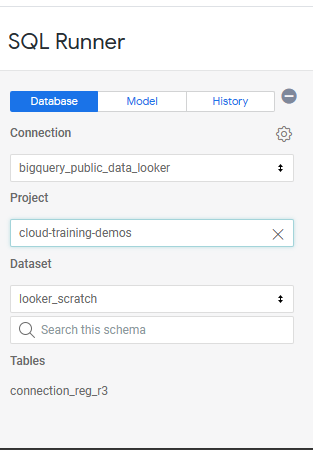 SQL Runner
Database Model History
Connection
bigquery_public_data_looker
Project
cloud-training-demos
Dataset
looker_scratch
Search this schema
Tables
connection_reg_r3